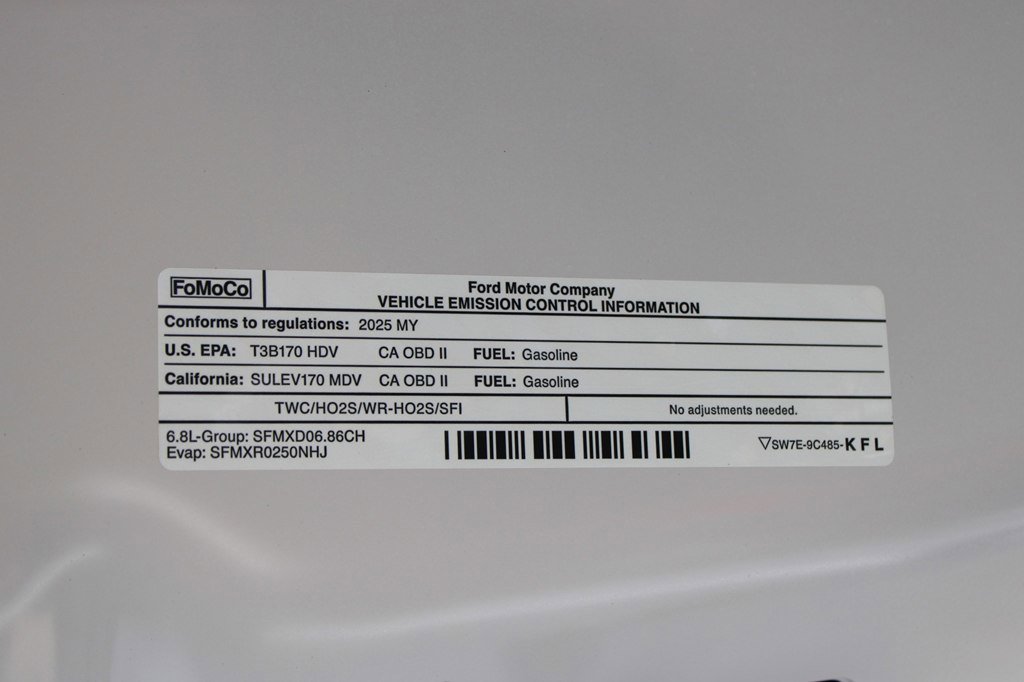 FoMoCo
Ford Motor Company
VEHICLE EMISSION CONTROL INFORMATION
Conforms to regulations: 2025 MY
U.S. EPA: T3B170 HDV CA OBD II FUEL: Gasoline
California: SULEV170 MDV CA OBD II FUEL: Gasoline
TWC/HO2S/WR-HO2S/SFI No adjustments needed.
6.8L-Group: SFMXD06.86CH
Evap: SFMXR0250NHJ
▽SW7E-9C485-KFL